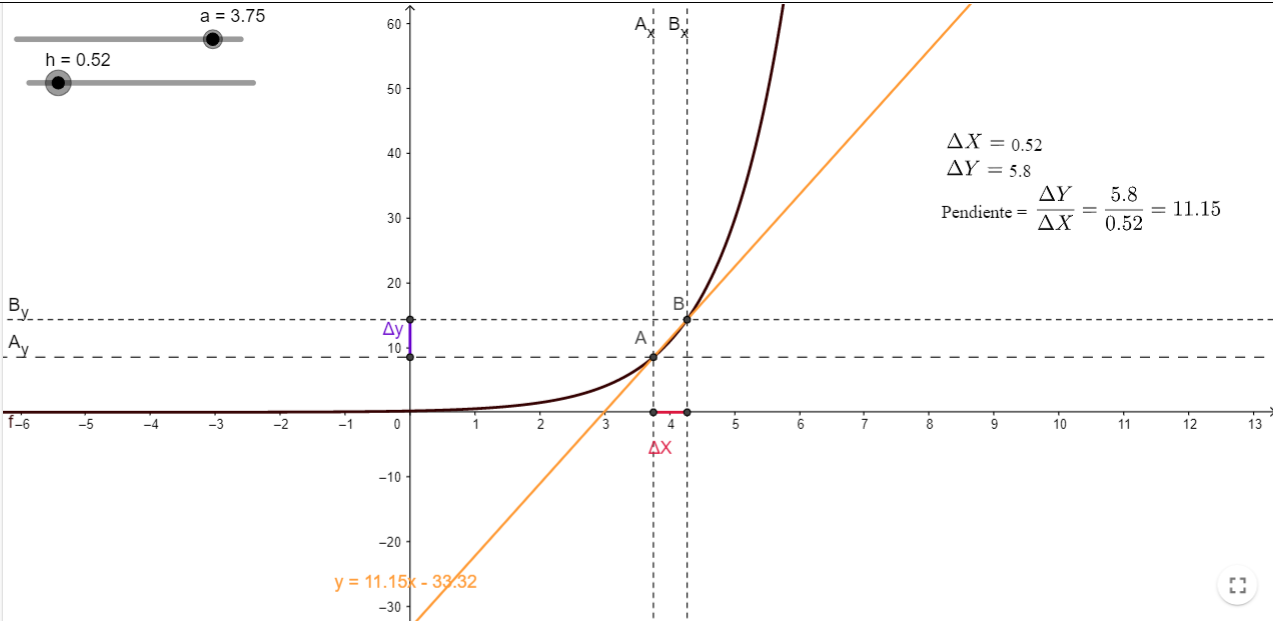 a = 3.75
h = 0.52
A_x B_x
60
50
40
30
20
10
ΔX = 0.52
ΔY = 5.8
Pendiente = ΔY/ΔX = 5.8/0.52 = 11.15
B_y
B
Δy
A_y
A
f
−6 −5 −4 −3 −2 −1 0 1 2 3 4 5 6 7 8 9 10 11 12 13
ΔX
−10
−20
y = 11.15x - 33.32
−30